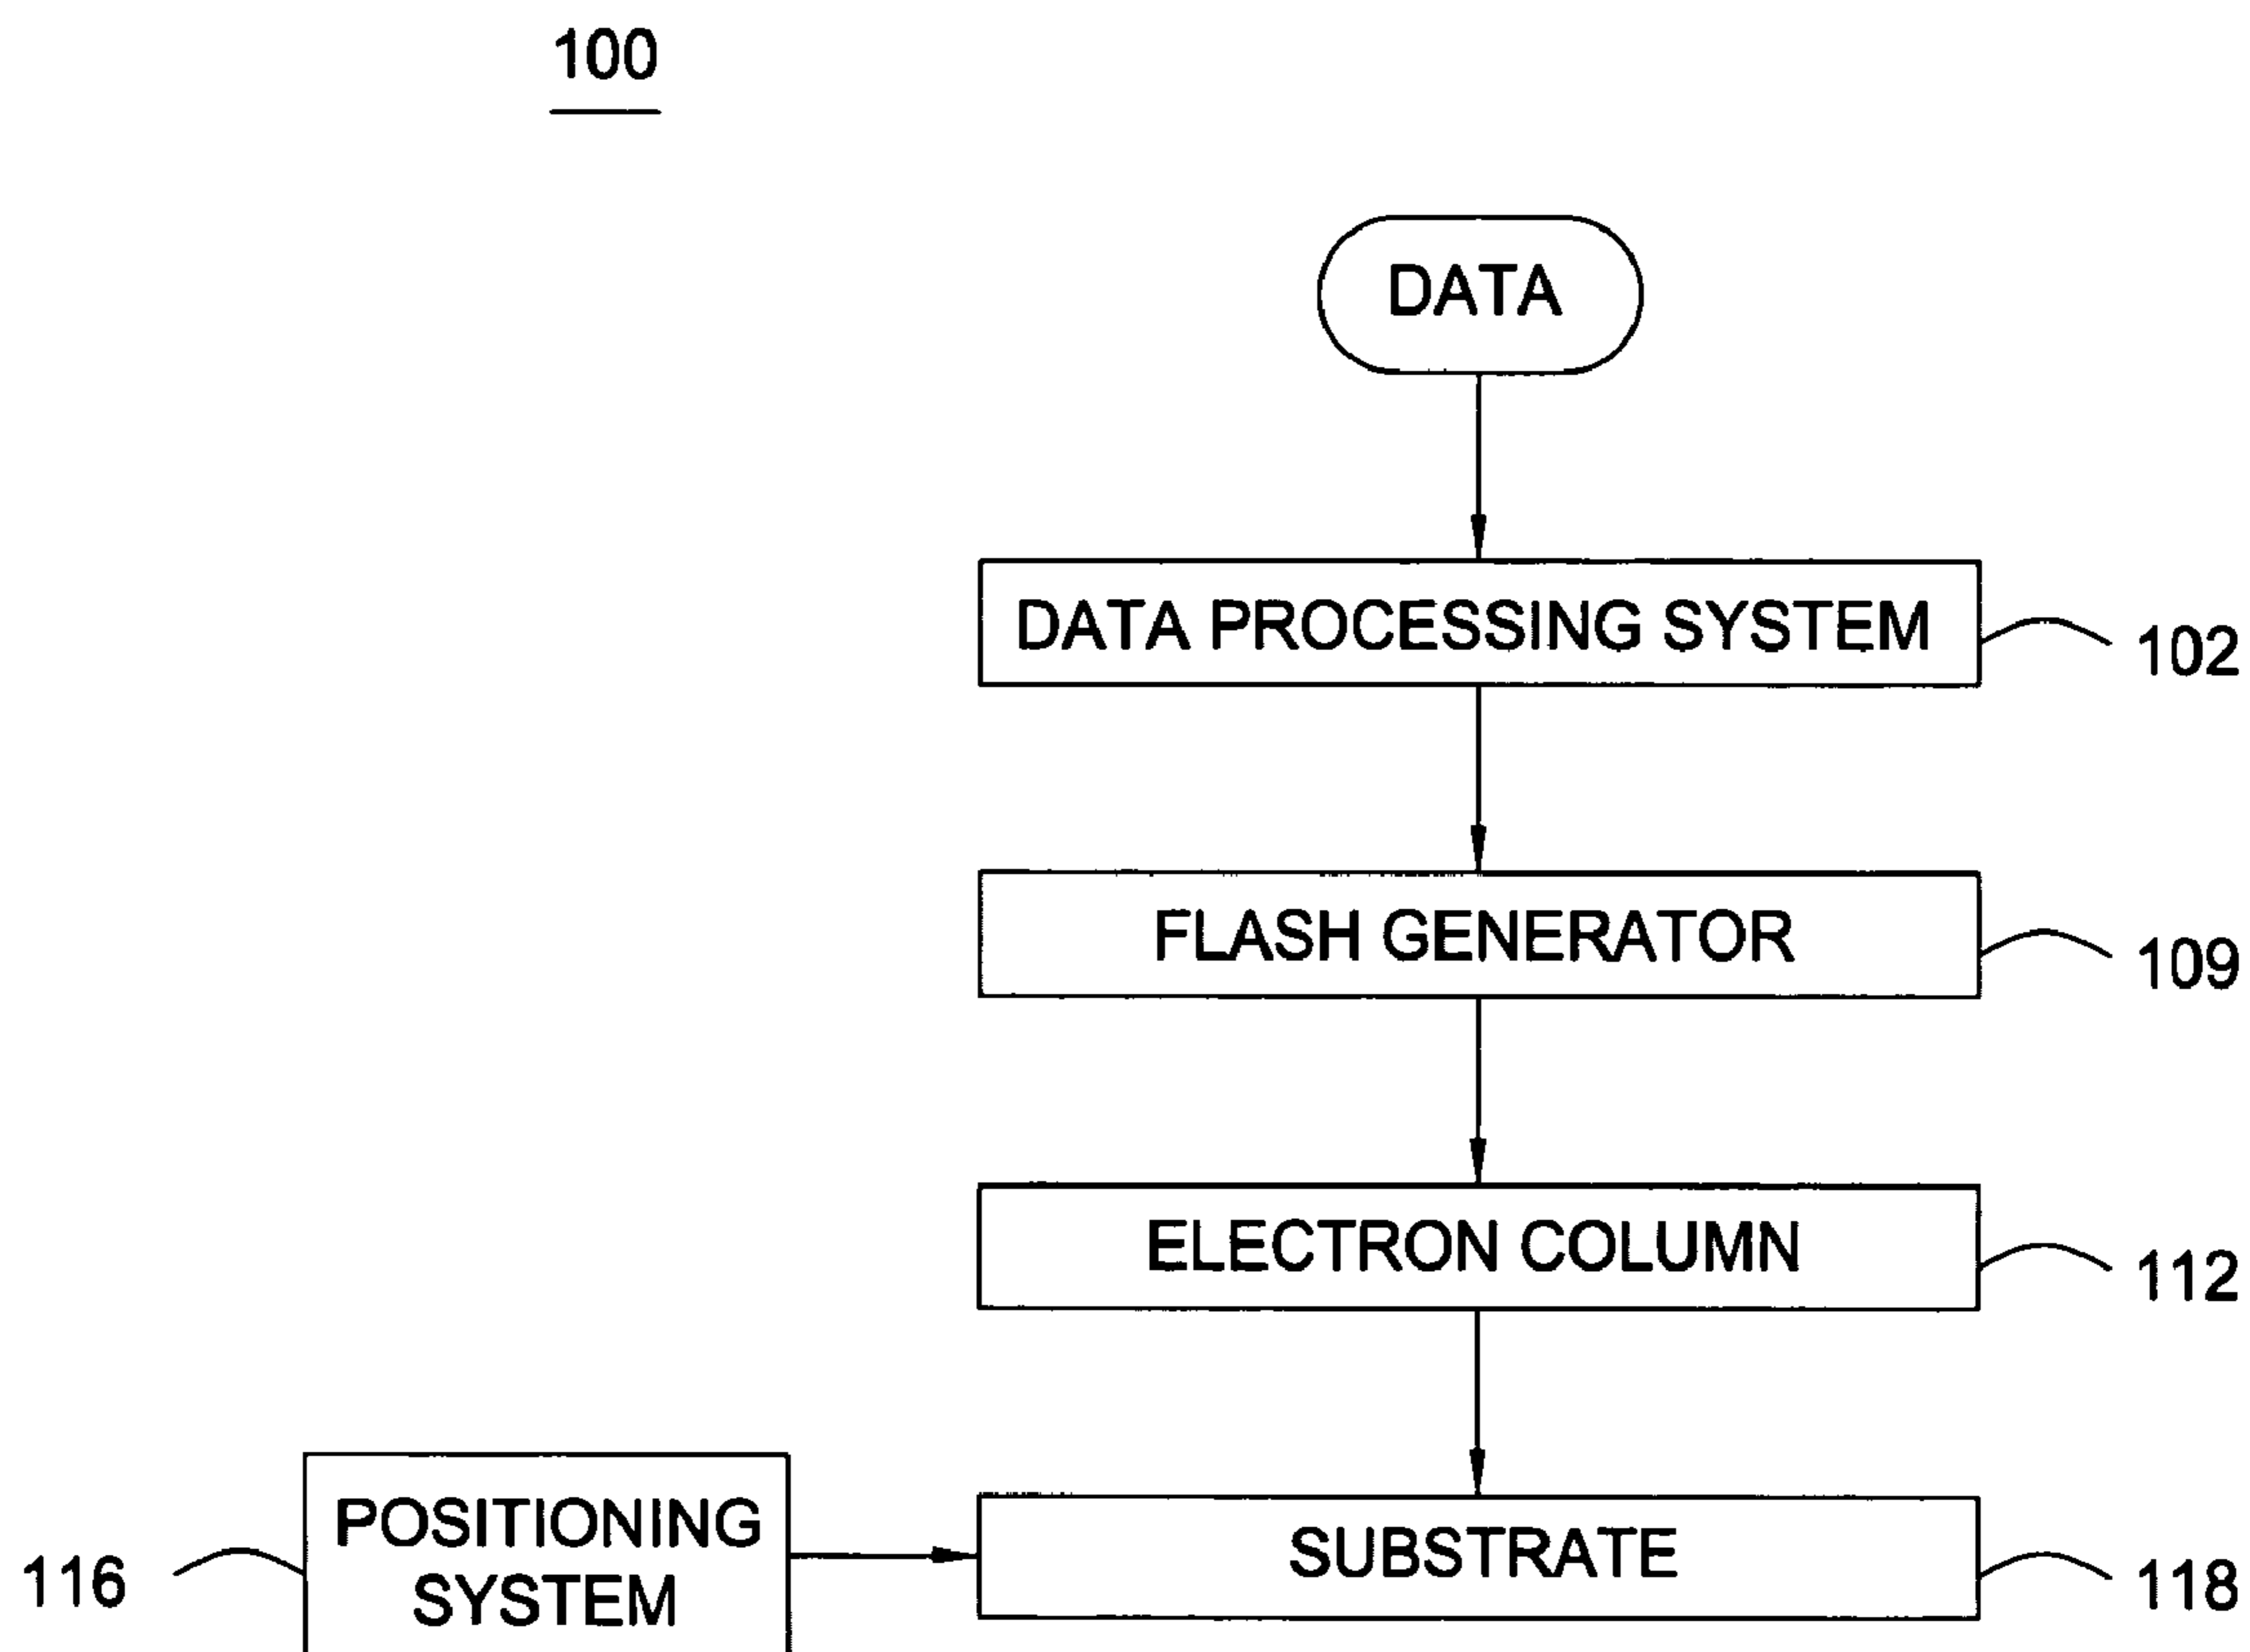 100
DATA
DATA PROCESSING SYSTEM
102
FLASH GENERATOR
109
ELECTRON COLUMN
112
116
POSITIONING
SYSTEM
SUBSTRATE
118